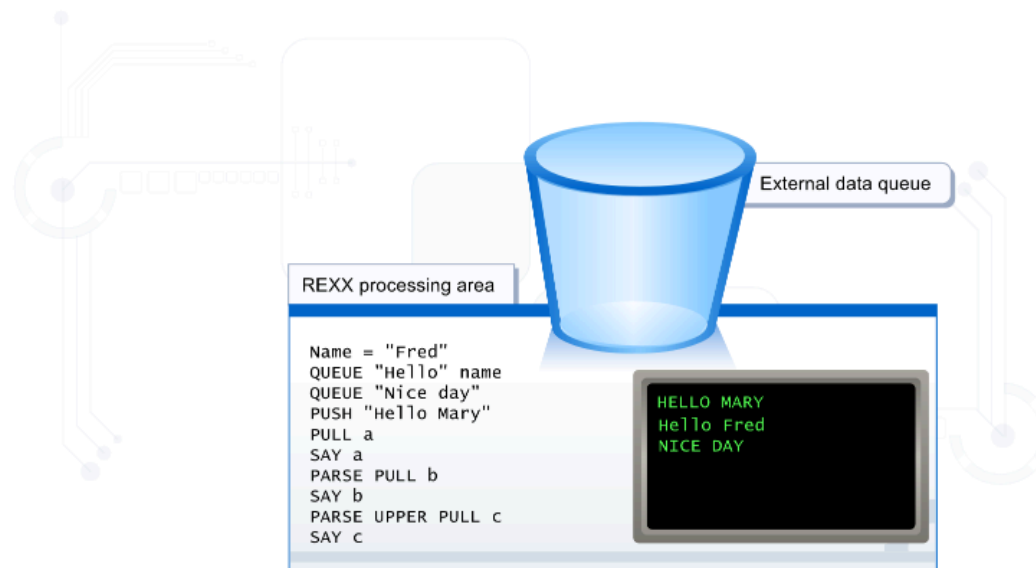 External data queue
REXX processing area
Name = "Fred"
QUEUE "Hello" name
QUEUE "Nice day"
PUSH "Hello Mary"
PULL a
SAY a
PARSE PULL b
SAY b
PARSE UPPER PULL c
SAY c
HELLO MARY
Hello Fred
NICE DAY